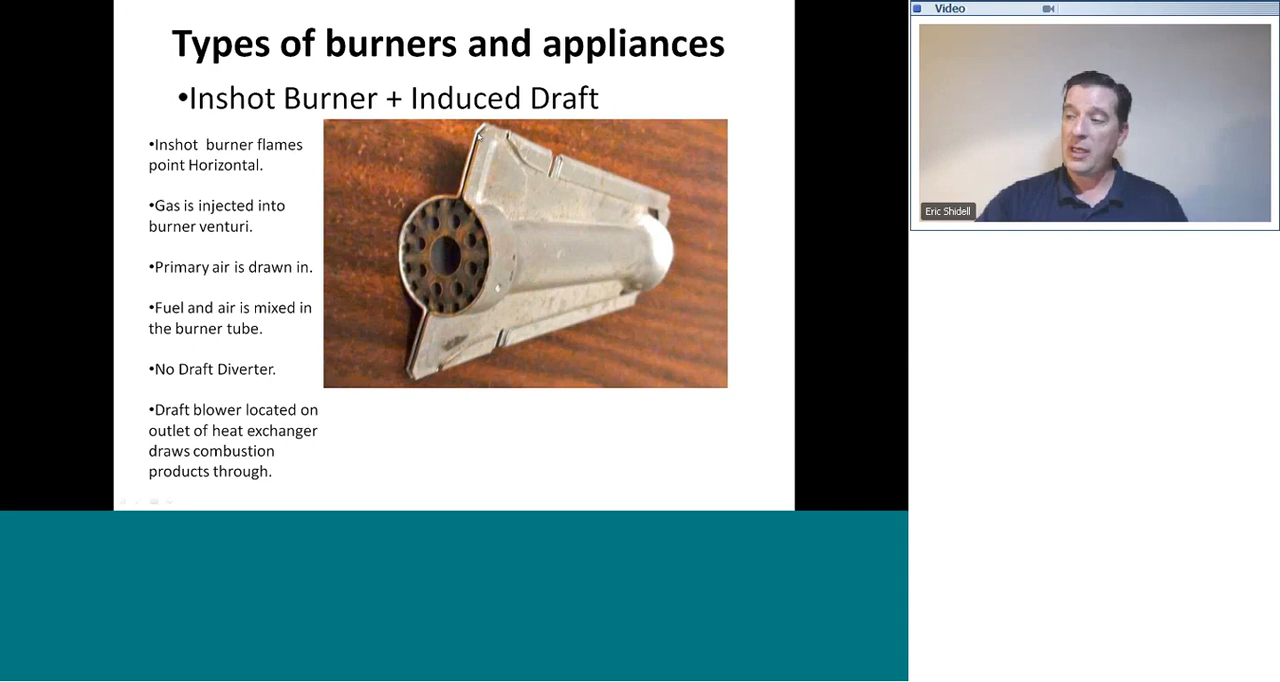 Types of burners and appliances
•Inshot Burner + Induced Draft
•Inshot burner flames
point Horizontal.
•Gas is injected into
burner venturi.
•Primary air is drawn in.
•Fuel and air is mixed in
the burner tube.
•No Draft Diverter.
•Draft blower located on
outlet of heat exchanger
draws combustion
products through.
Video
Eric Shidell